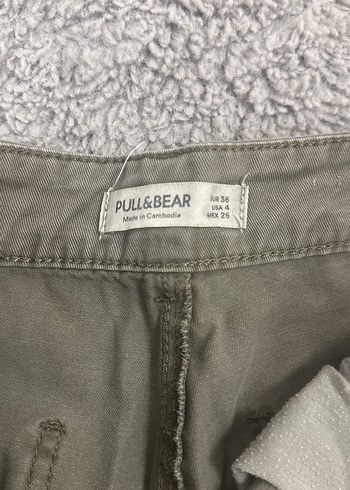 PULL&BEAR
Made in Cambodia
EUR 36
USA 4
MEX 26